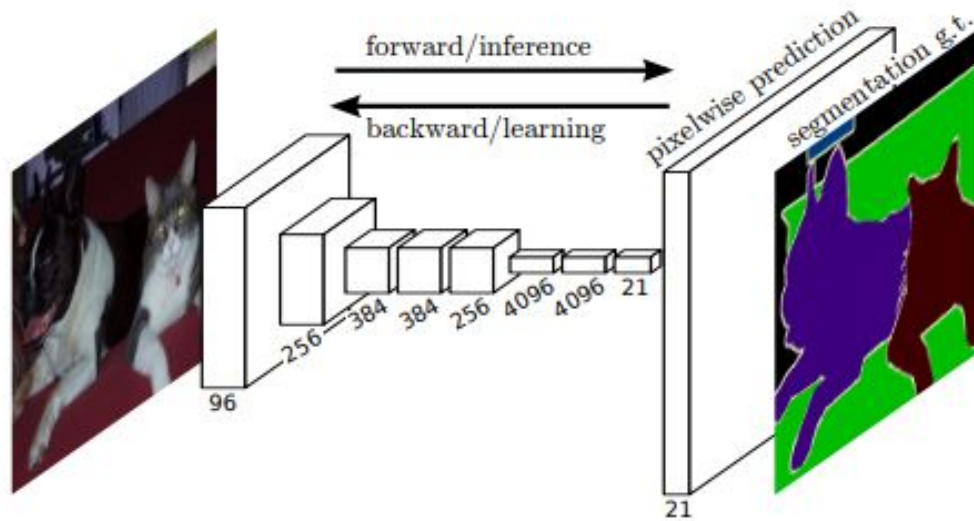 forward/inference
backward/learning
pixelwise prediction
segmentation g.t.
96
256
384
384
256
4096
4096
21
21